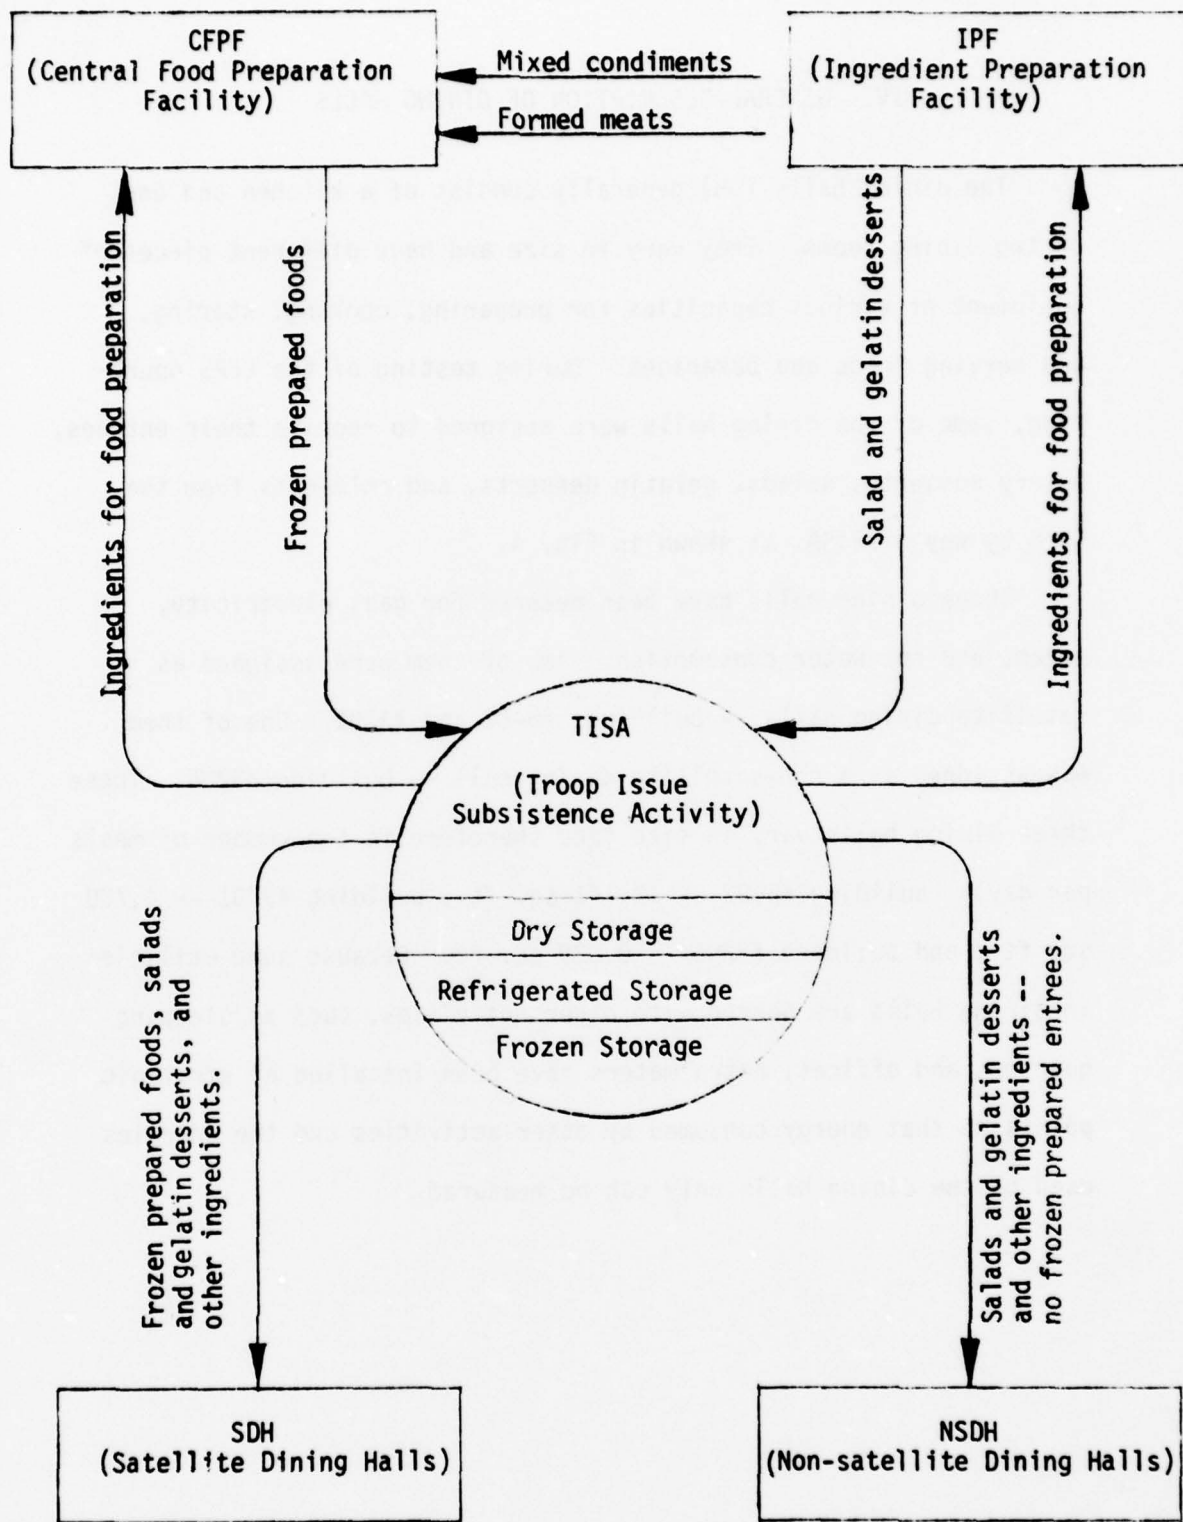 CFPF
(Central Food Preparation
Facility)
Mixed condiments
Formed meats
IPF
(Ingredient Preparation
Facility)
Ingredients for food preparation
Frozen prepared foods
Salad and gelatin desserts
Ingredients for food preparation
TISA
(Troop Issue
Subsistence Activity)
Dry Storage
Refrigerated Storage
Frozen Storage
Frozen prepared foods, salads
and gelatin desserts, and
other ingredients.
Salads and gelatin desserts
and other ingredients --
no frozen prepared entrees.
SDH
(Satellite Dining Halls)
NSDH
(Non-satellite Dining Halls)